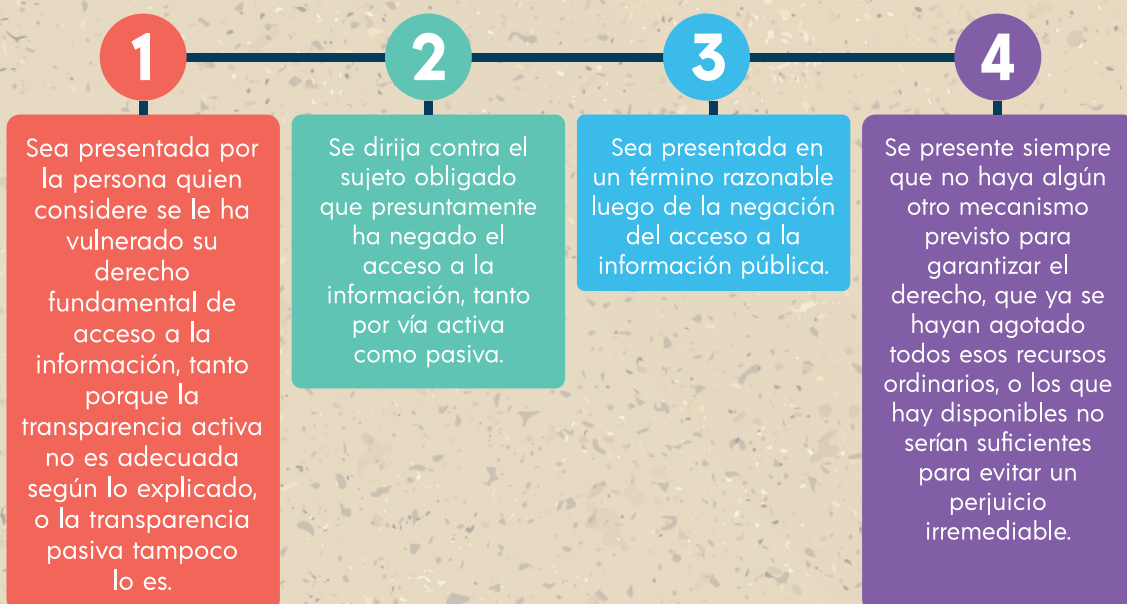 1
Sea presentada por
la persona quien
considere se le ha
vulnerado su
derecho
fundamental de
acceso a la
información, tanto
porque la
transparencia activa
no es adecuada
según lo explicado,
o la transparencia
pasiva tampoco
lo es.
2
Se dirija contra el
sujeto obligado
que presuntamente
ha negado el
acceso a la
información, tanto
por vía activa
como pasiva.
3
Sea presentada en
un término razonable
luego de la negación
del acceso a la
información pública.
4
Se presente siempre
que no haya algún
otro mecanismo
previsto para
garantizar el
derecho, que ya se
hayan agotado
todos esos recursos
ordinarios, o los que
hay disponibles no
serían suficientes
para evitar un
perjuicio
irremediable.